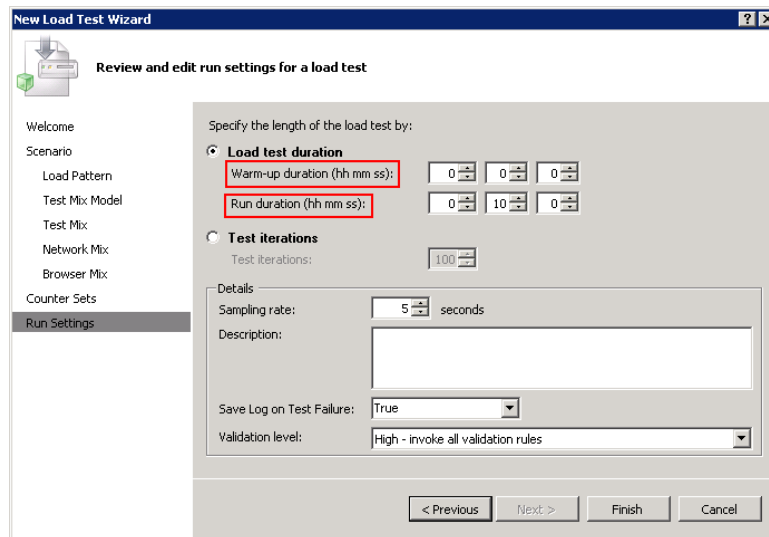 New Load Test Wizard
Review and edit run settings for a load test
Welcome
Scenario
Load Pattern
Test Mix Model
Test Mix
Network Mix
Browser Mix
Counter Sets
Run Settings
Specify the length of the load test by:
Load test duration
Warm-up duration (hh mm ss): 0 0 0
Run duration (hh mm ss): 0 10 0
Test iterations
Test iterations: 100
Details
Sampling rate: 5 seconds
Description:
Save Log on Test Failure: True
Validation level: High - invoke all validation rules
< Previous Next > Finish Cancel